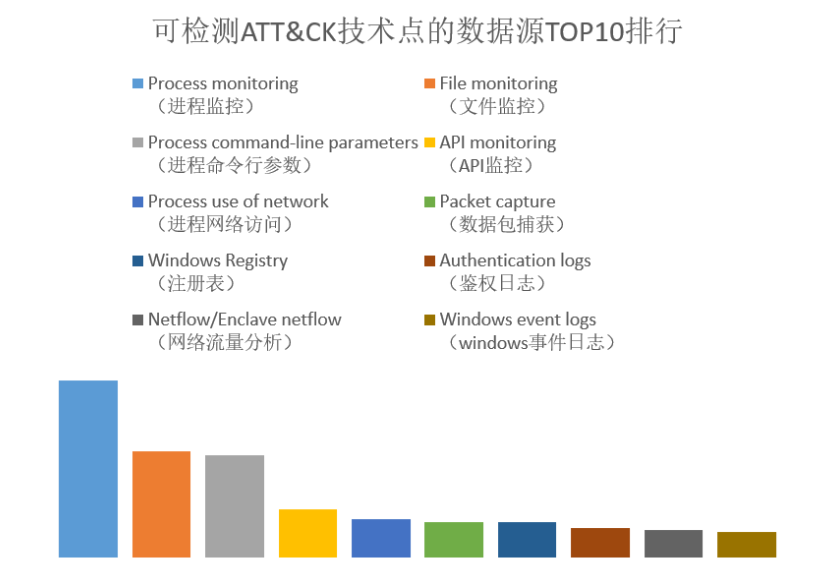 可检测ATT&CK技术点的数据源TOP10排行
Process monitoring
（进程监控）
File monitoring
（文件监控）
Process command-line parameters
（进程命令行参数）
API monitoring
（API监控）
Process use of network
（进程网络访问）
Packet capture
（数据包捕获）
Windows Registry
（注册表）
Authentication logs
（鉴权日志）
Netflow/Enclave netflow
（网络流量分析）
Windows event logs
（windows事件日志）